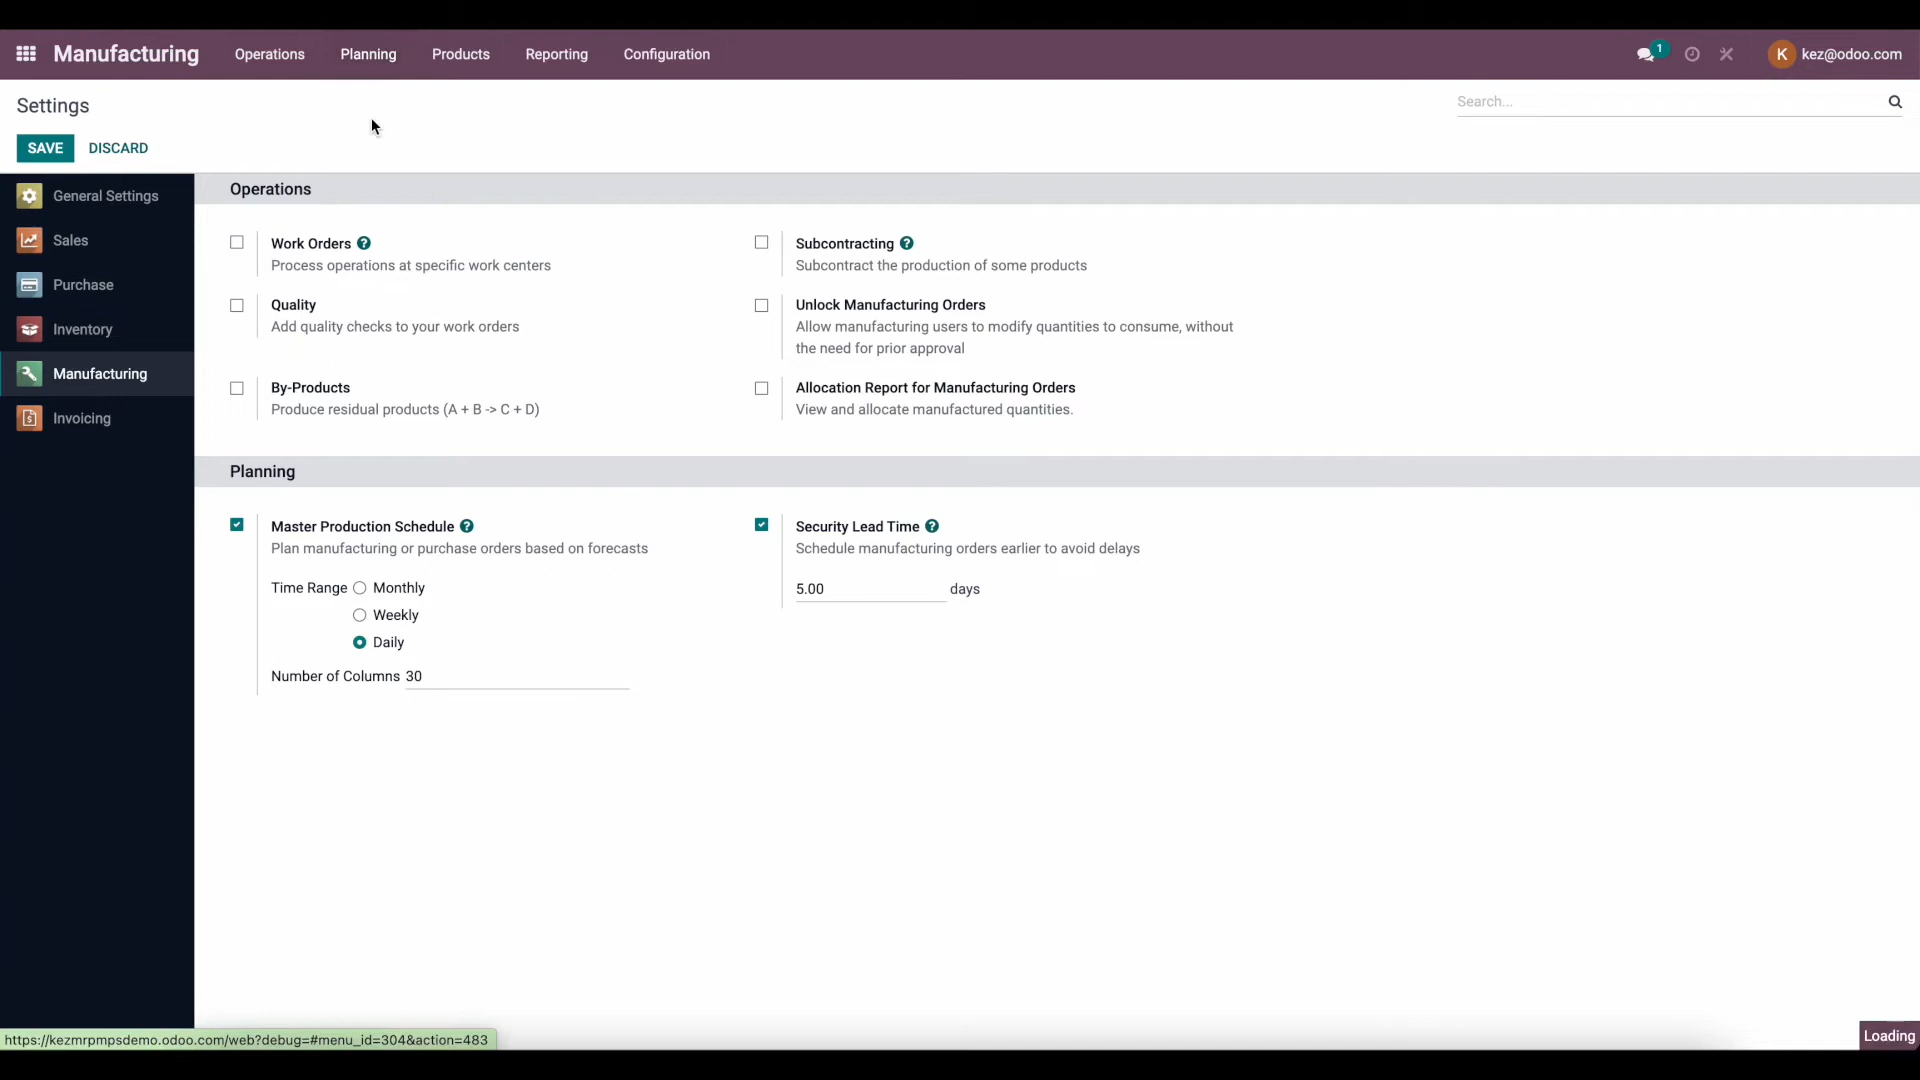 Manufacturing Operations Planning Products Reporting Configuration 1 K kez@odoo.com
Settings
Search...
SAVE DISCARD
General Settings
Sales
Purchase
Inventory
Manufacturing
Invoicing
Operations
Work Orders ?
Process operations at specific work centers
Subcontracting ?
Subcontract the production of some products
Quality
Add quality checks to your work orders
Unlock Manufacturing Orders
Allow manufacturing users to modify quantities to consume, without
the need for prior approval
By-Products
Produce residual products (A + B -> C + D)
Allocation Report for Manufacturing Orders
View and allocate manufactured quantities.
Planning
Master Production Schedule ?
Plan manufacturing or purchase orders based on forecasts
Time Range Monthly
Weekly
Daily
Number of Columns 30
Security Lead Time ?
Schedule manufacturing orders earlier to avoid delays
5.00 days
https://kezmrpmpsdemo.odoo.com/web?debug=#menu_id=304&action=483
Loading